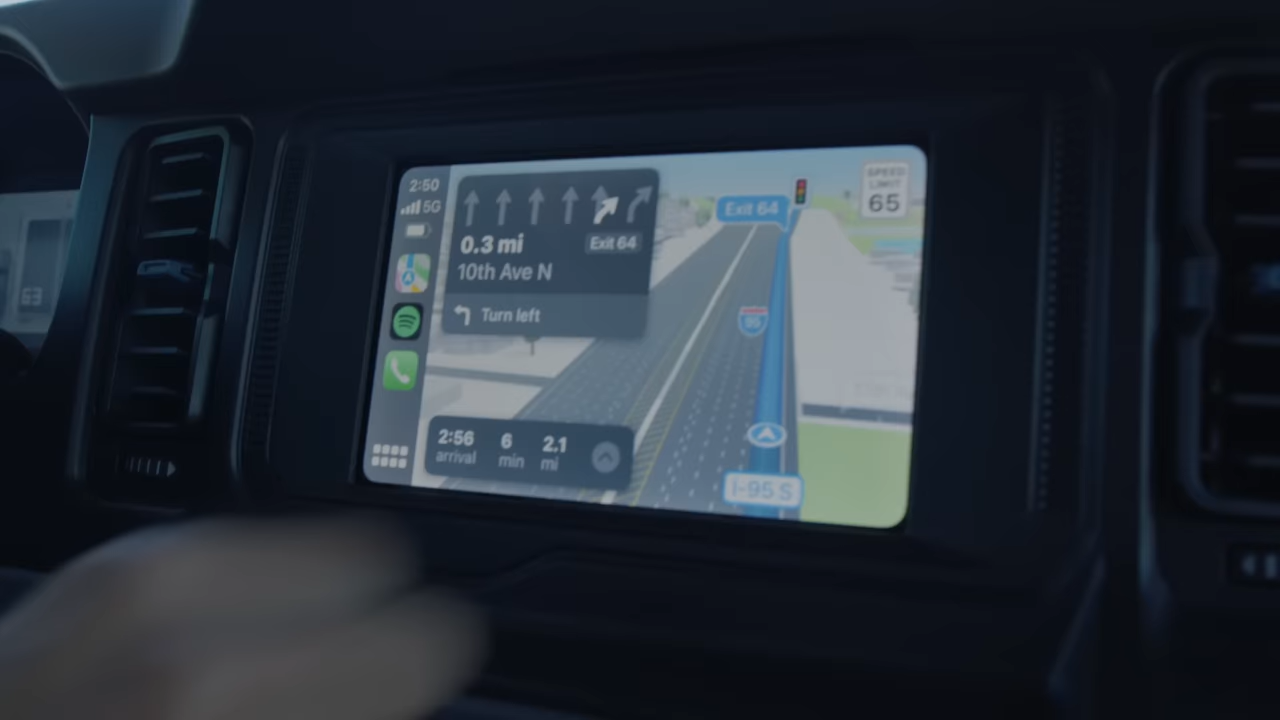 2:50
5G
0.3 mi
Exit 64
10th Ave N
Turn left
2:56
arrival
6
min
2.1
mi
Exit 64
SPEED
LIMIT
65
95
I-95 S
63